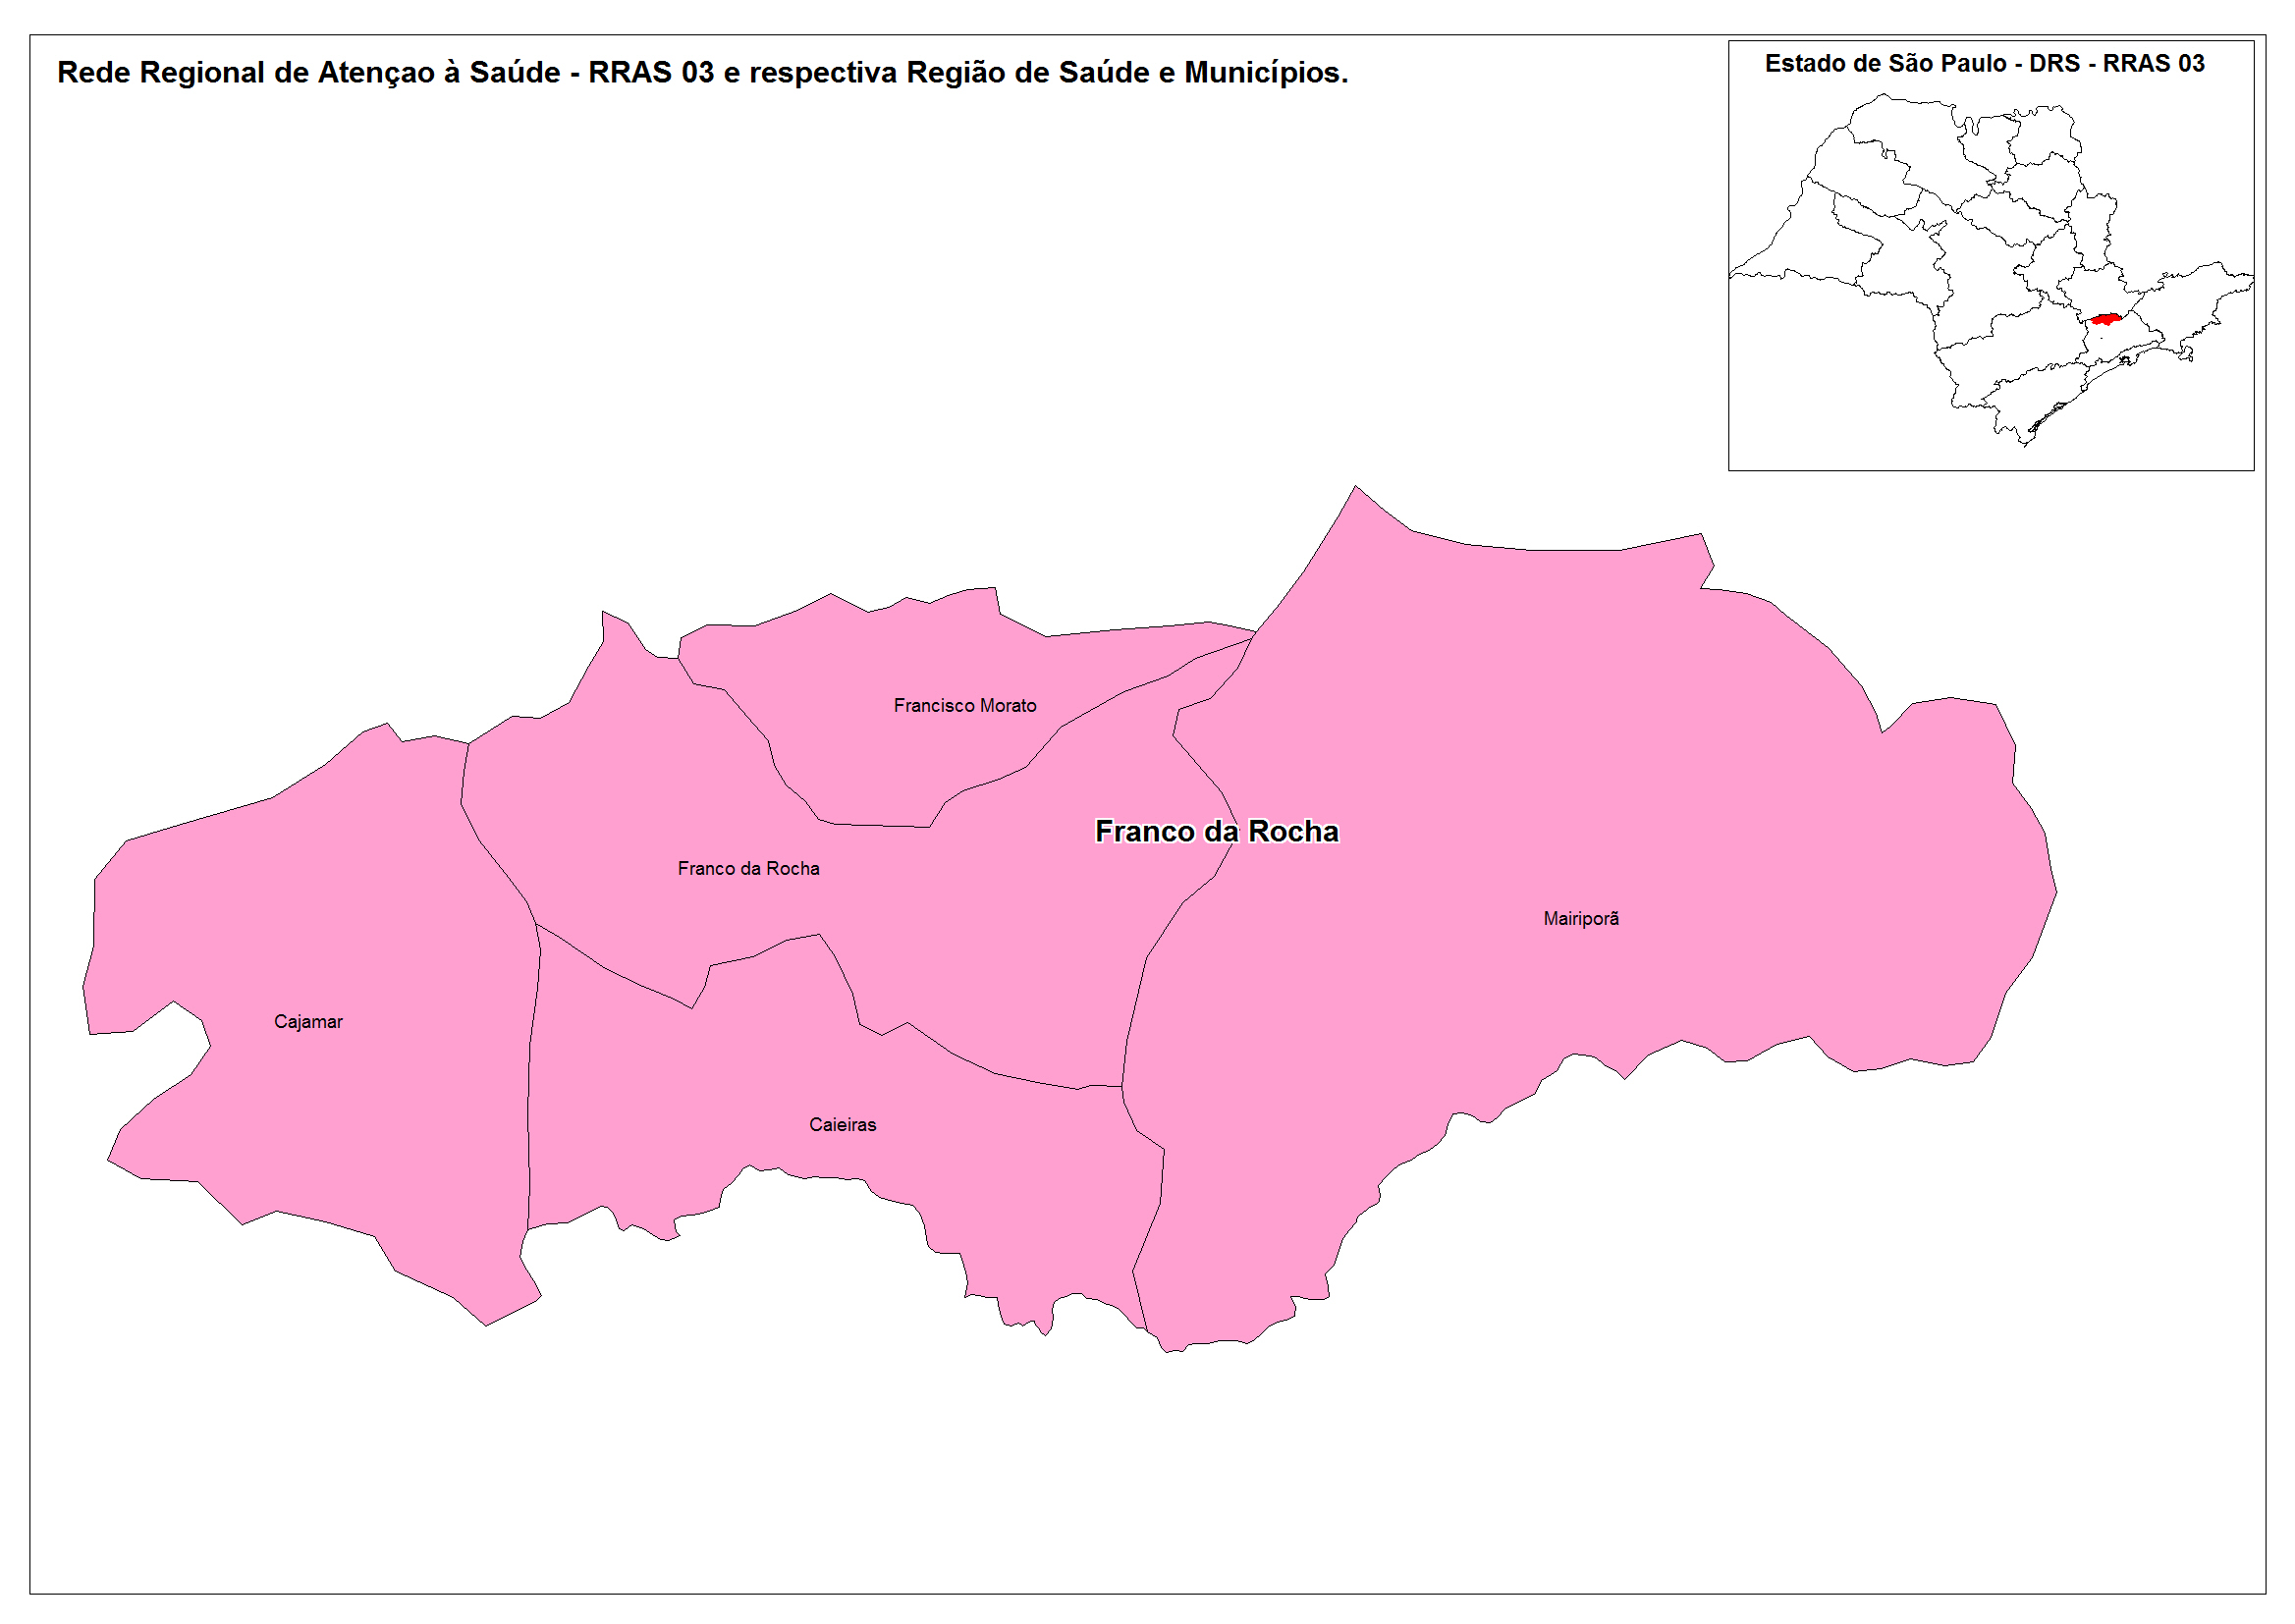 Rede Regional de Atençao à Saúde - RRAS 03 e respectiva Região de Saúde e Municípios.
Estado de São Paulo - DRS - RRAS 03
Francisco Morato
Franco da Rocha
Franco da Rocha
Mairiporã
Cajamar
Caieiras